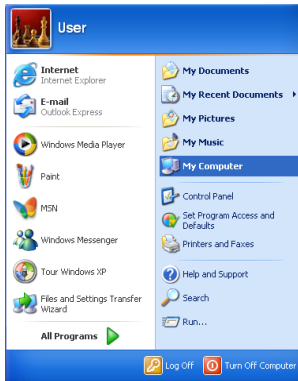 User
Internet
Internet Explorer
E-mail
Outlook Express
Windows Media Player
Paint
MSN
Windows Messenger
Tour Windows XP
Files and Settings Transfer
Wizard
All Programs
My Documents
My Recent Documents
My Pictures
My Music
My Computer
Control Panel
Set Program Access and
Defaults
Printers and Faxes
Help and Support
Search
Run...
Log Off
Turn Off Computer